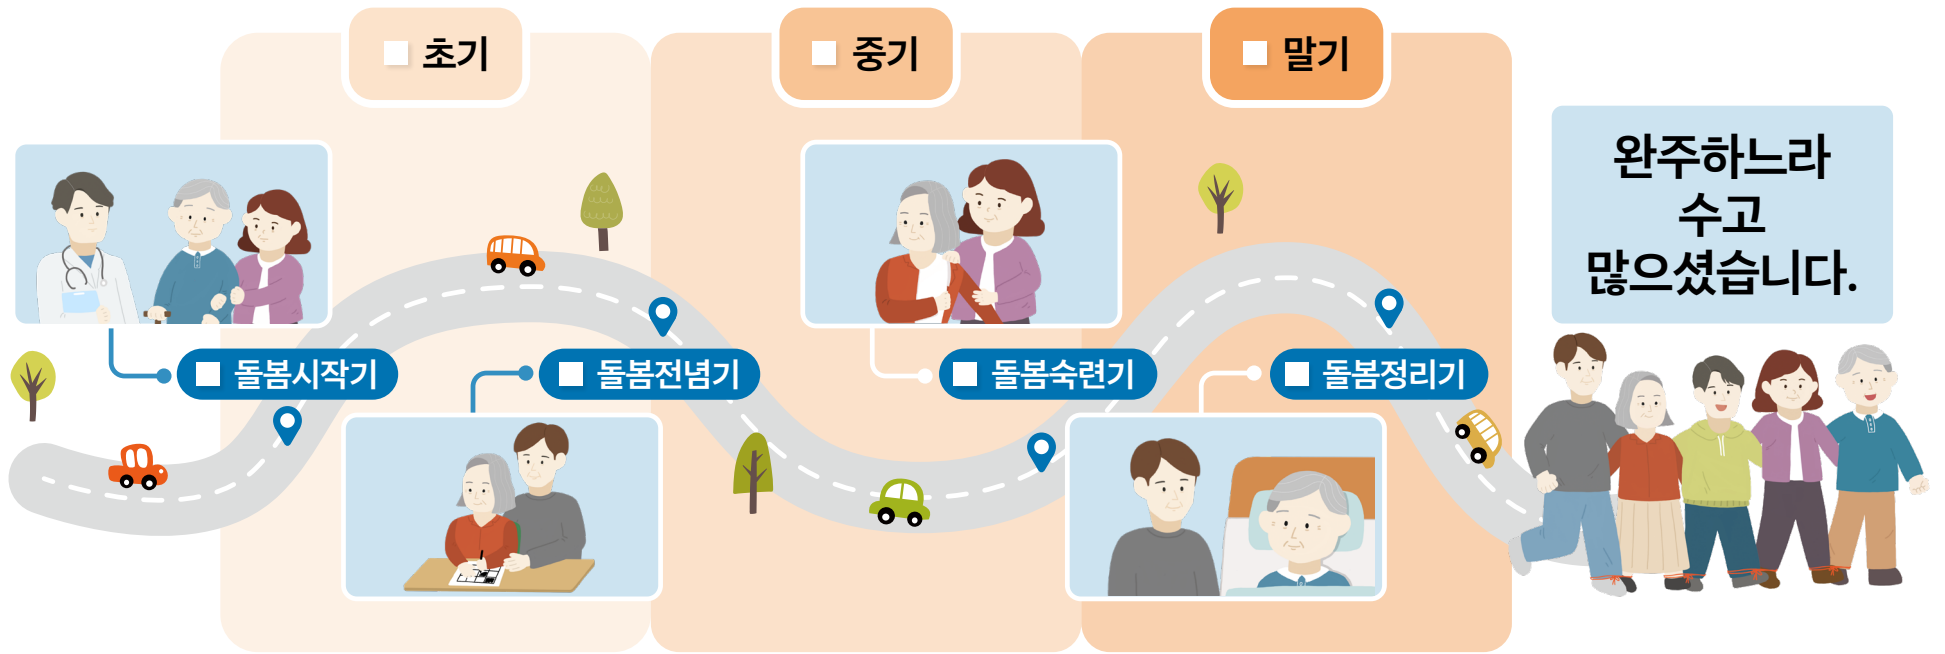 초기
중기
말기
완주하느라
수고
많으셨습니다.
돌봄시작기
돌봄전념기
돌봄숙련기
돌봄정리기